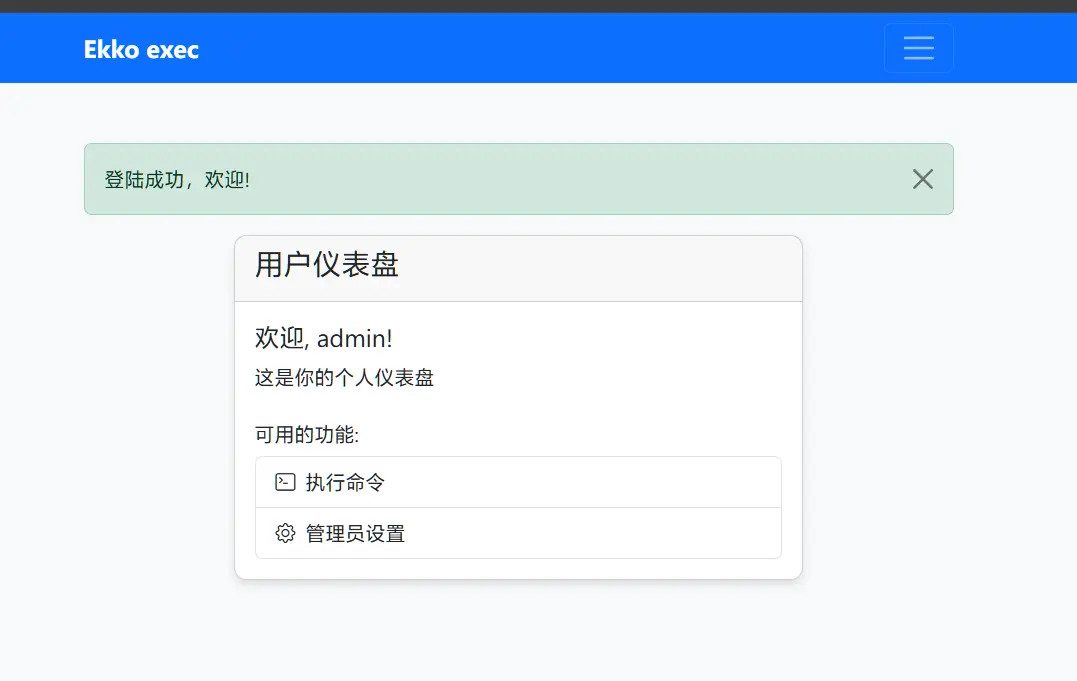 Ekko exec
登陆成功，欢迎!
用户仪表盘
欢迎, admin!
这是你的个人仪表盘
可用的功能:
执行命令
管理员设置